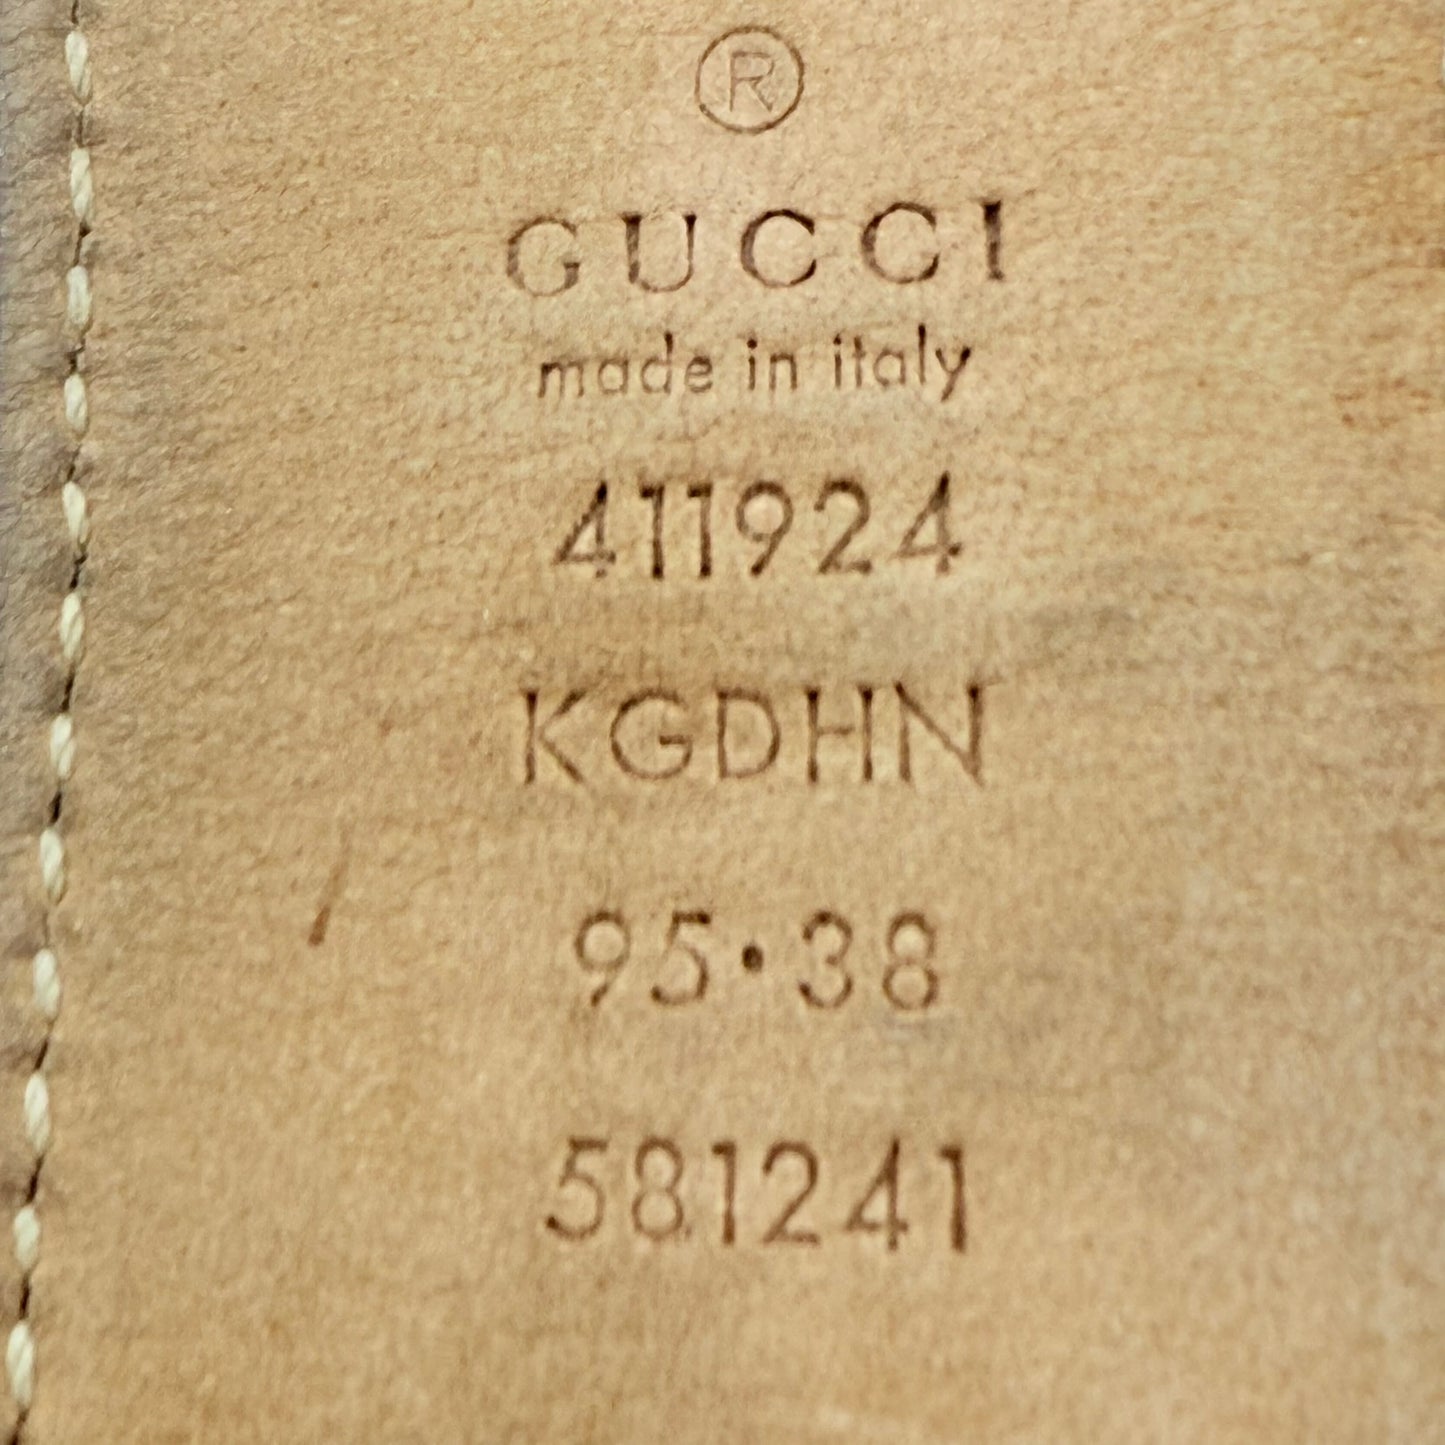 ®
GUCCI
made in italy
411924
KGDHN
95·38
581241